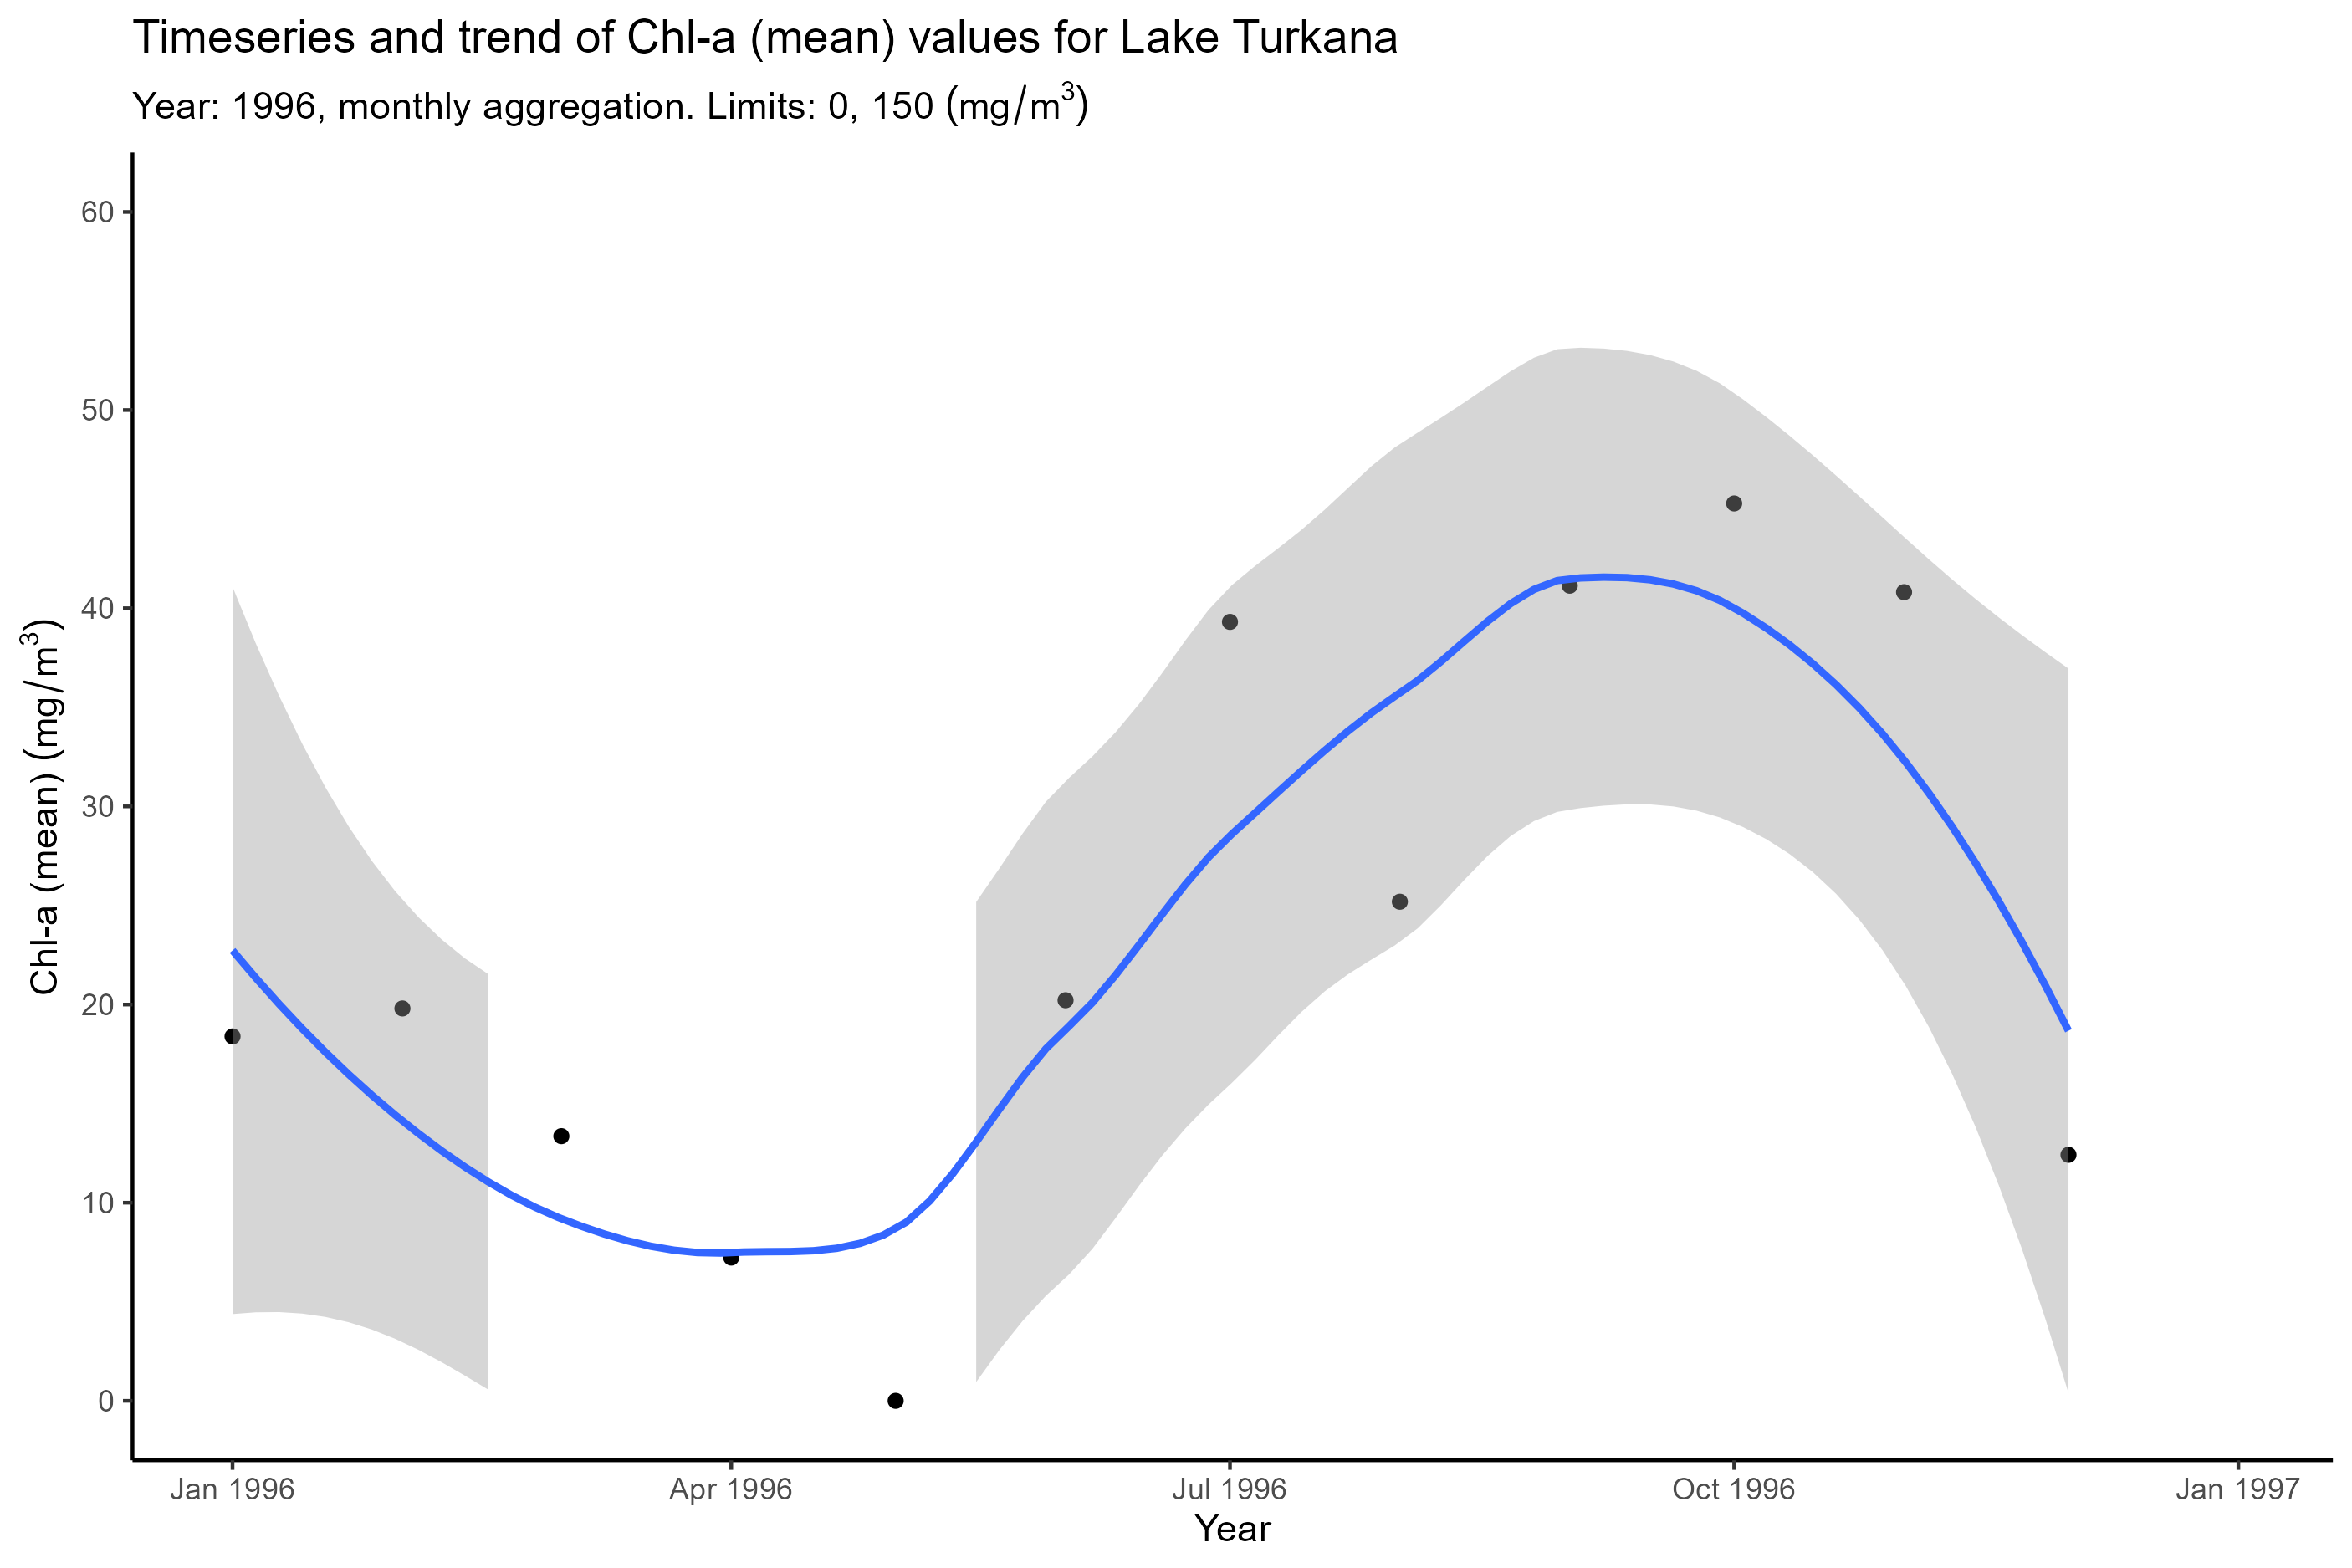 Timeseries and trend of Chl-a (mean) values for Lake Turkana
Year: 1996, monthly aggregation. Limits: 0, 150 (mg/m³)
Chl-a (mean) (mg/m³)
60
50
40
30
20
10
0
Jan 1996 Apr 1996 Jul 1996 Oct 1996 Jan 1997
Year